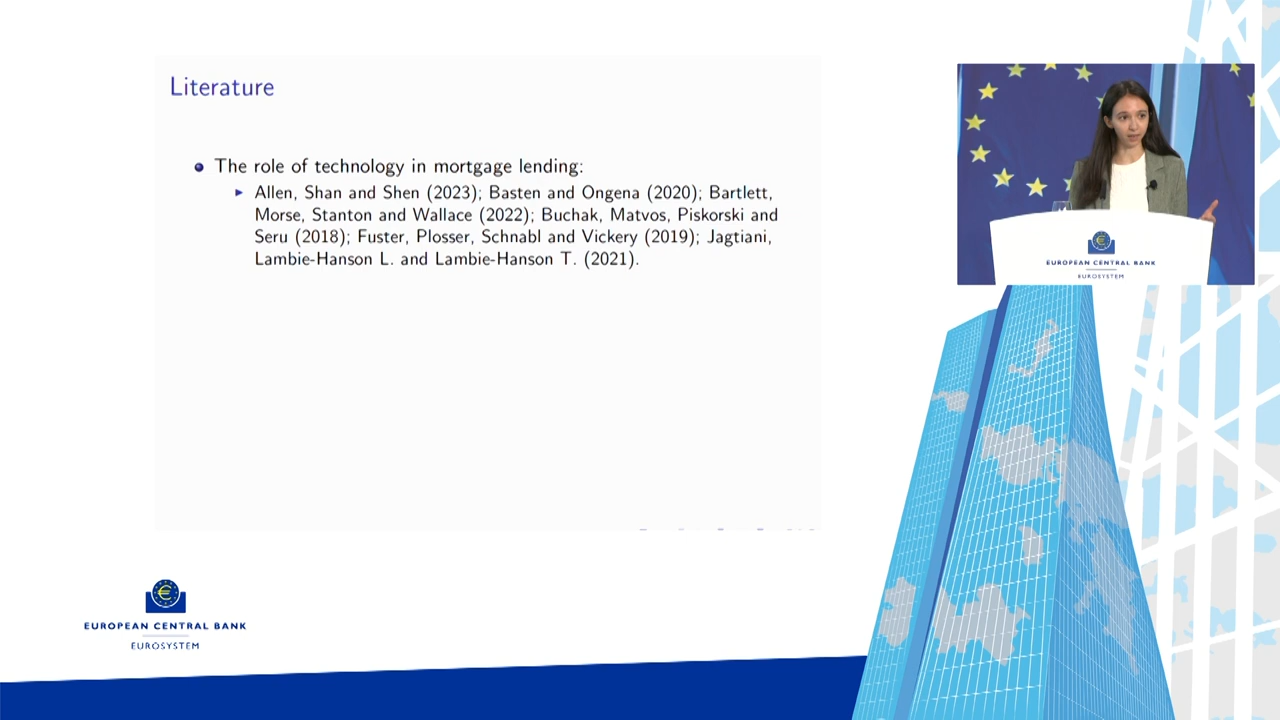 Literature
The role of technology in mortgage lending:
Allen, Shan and Shen (2023); Basten and Ongena (2020); Bartlett,
Morse, Stanton and Wallace (2022); Buchak, Matvos, Piskorski and
Seru (2018); Fuster, Plosser, Schnabl and Vickery (2019); Jagtiani,
Lambie-Hanson L. and Lambie-Hanson T. (2021).
EUROPEAN CENTRAL BANK
EUROSYSTEM
EUROPEAN CENTRAL BANK
EUROSYSTEM